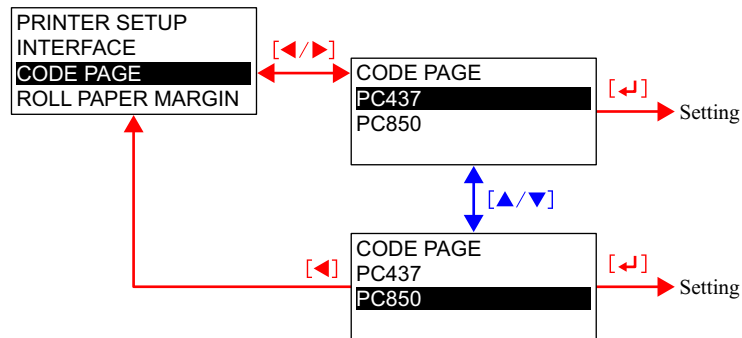 PRINTER SETUP
INTERFACE
CODE PAGE
ROLL PAPER MARGIN
[◀/▶]
CODE PAGE
PC437
PC850
[↵]
Setting
[▲/▼]
CODE PAGE
PC437
PC850
[◀]
[↵]
Setting